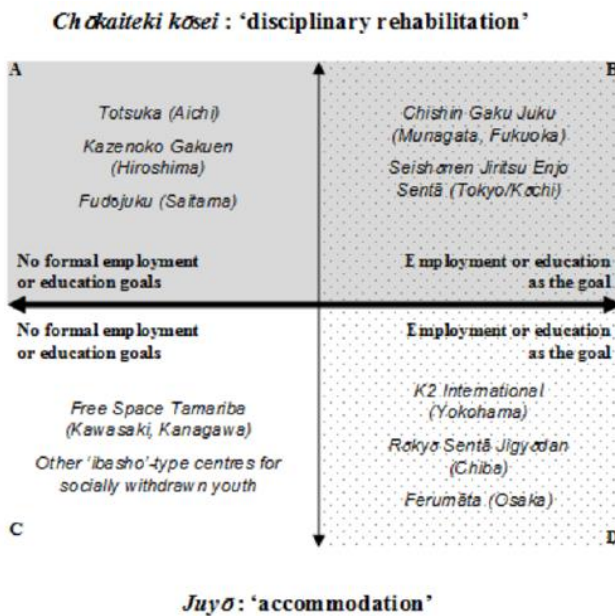 Chōkaiteki kōsei : 'disciplinary rehabilitation'
A
B
Totsuka (Aichi)
Kazenoko Gakuen
(Hiroshima)
Fudojuku (Saitama)
Chishin Gaku Juku
(Munagata, Fukuoka)
Seishōnen Jiritsu Enjo
Sentā (Tokyo/Kochi)
No formal employment
or education goals
Employment or education
as the goal
No formal employment
or education goals
Employment or education
as the goal
Free Space Tamariba
(Kawasaki, Kanagawa)
Other 'ibasho'-type centres for
socially withdrawn youth
K2 International
(Yokohama)
Rōkyō Sentā Jigyōdan
(Chiba)
Ferumāta (Osaka)
C
D
Juyō : 'accommodation'